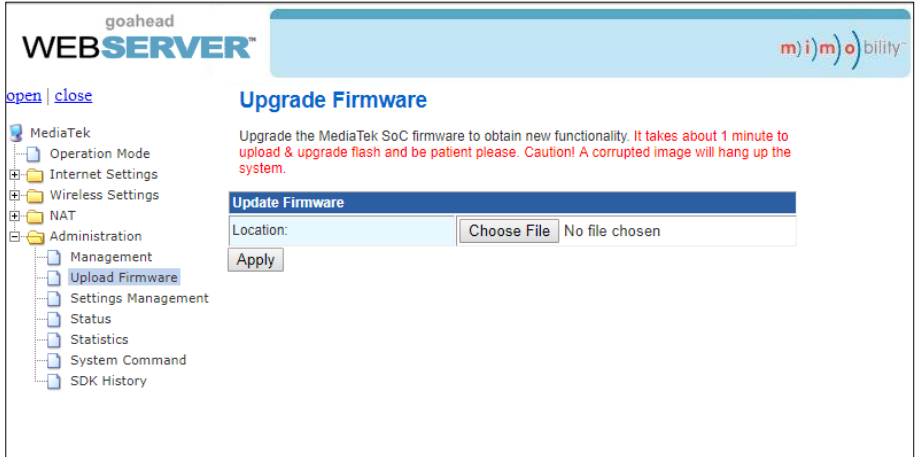 goahead
WEBSERVER™
m)i)m)o)bility™
open | close
MediaTek
Operation Mode
Internet Settings
Wireless Settings
NAT
Administration
Management
Upload Firmware
Settings Management
Status
Statistics
System Command
SDK History
Upgrade Firmware
Upgrade the MediaTek SoC firmware to obtain new functionality. It takes about 1 minute to
upload & upgrade flash and be patient please. Caution! A corrupted image will hang up the
system.
Update Firmware
Location: Choose File No file chosen
Apply